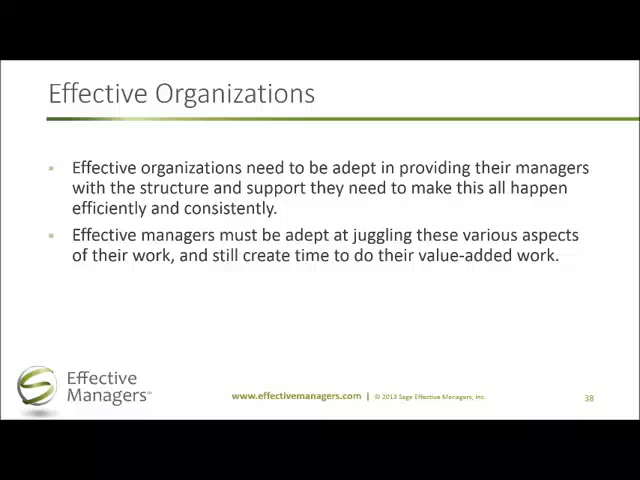 Effective Organizations
Effective organizations need to be adept in providing their managers
with the structure and support they need to make this all happen
efficiently and consistently.
Effective managers must be adept at juggling these various aspects
of their work, and still create time to do their value-added work.
Effective
Managers™
www.effectivemanagers.com | © 2013 Sage Effective Managers, Inc.
38